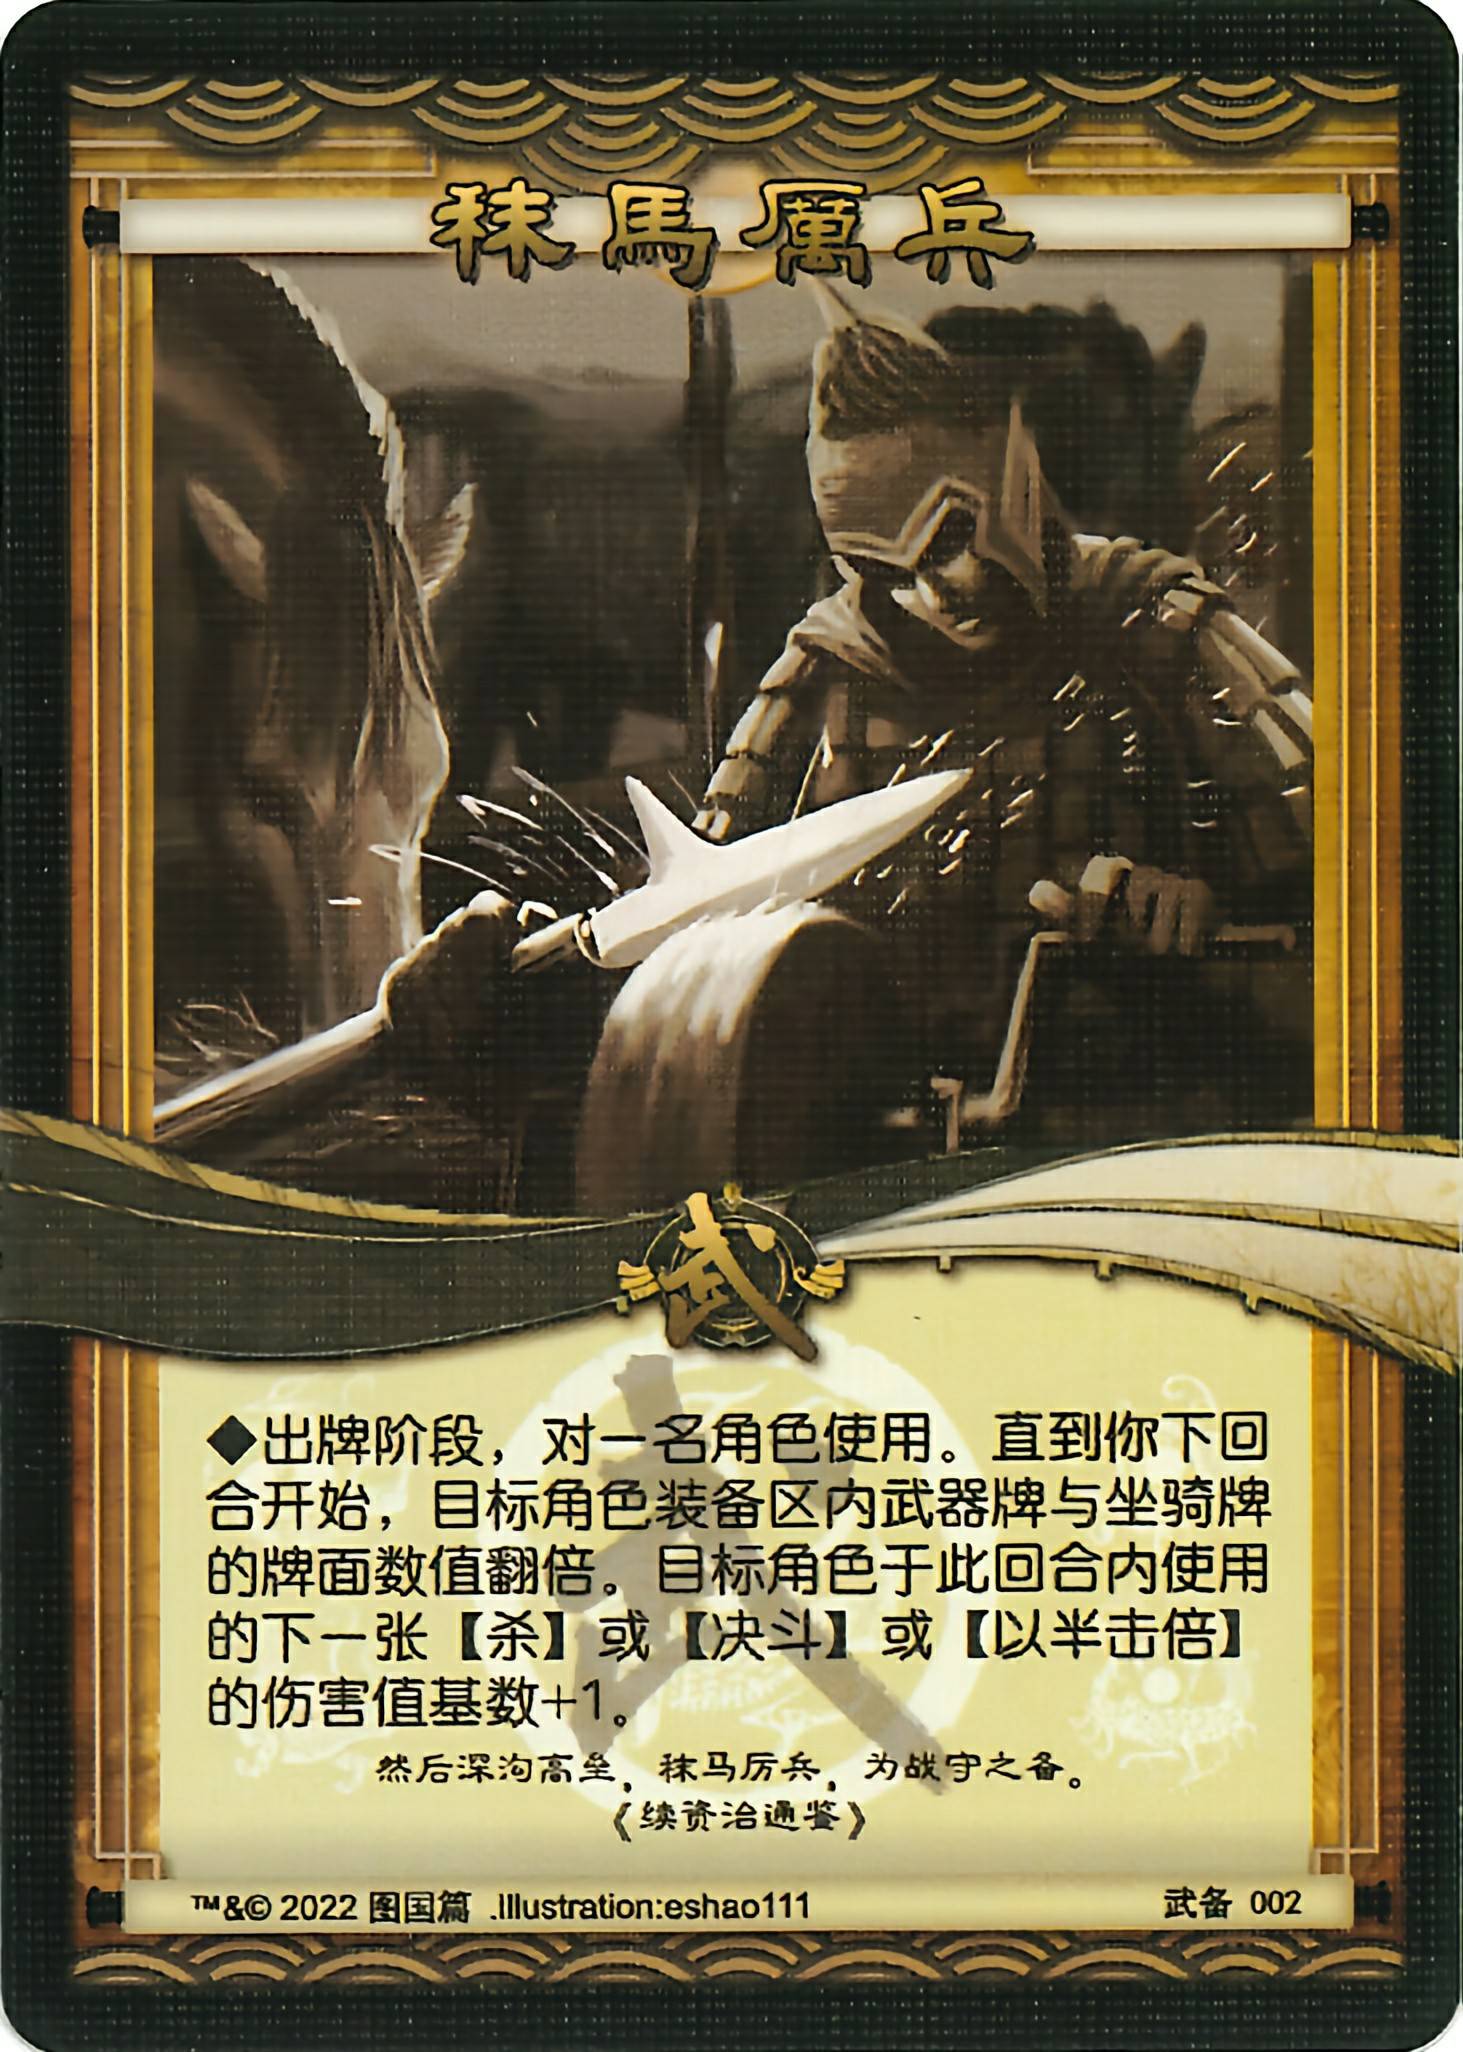 秣馬厲兵
武
◆出牌阶段，对一名角色使用。直到你下回
合开始，目标角色装备区内武器牌与坐骑牌
的牌面数值翻倍。目标角色于此回合内使用
的下一张【杀】或【决斗】或【以半击倍】
的伤害值基数+1。
然后深沟高垒，秣马厉兵，为战守之备。
《续资治通鉴》
™&© 2022 图国篇 .Illustration:eshao111
武备 002